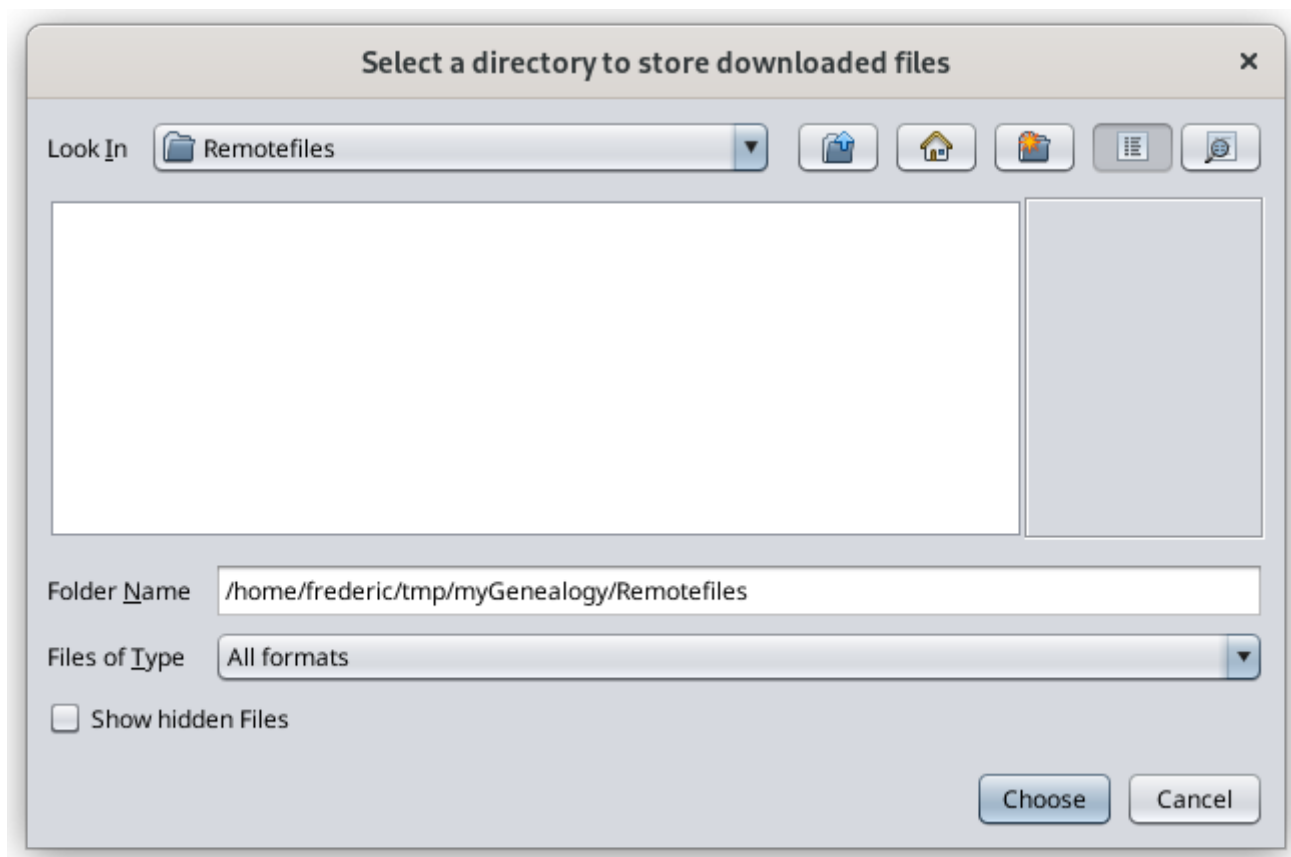 Select a directory to store downloaded files
Look In Remotefiles
Folder Name /home/frederic/tmp/myGenealogy/Remotefiles
Files of Type All formats
Show hidden Files
Choose Cancel